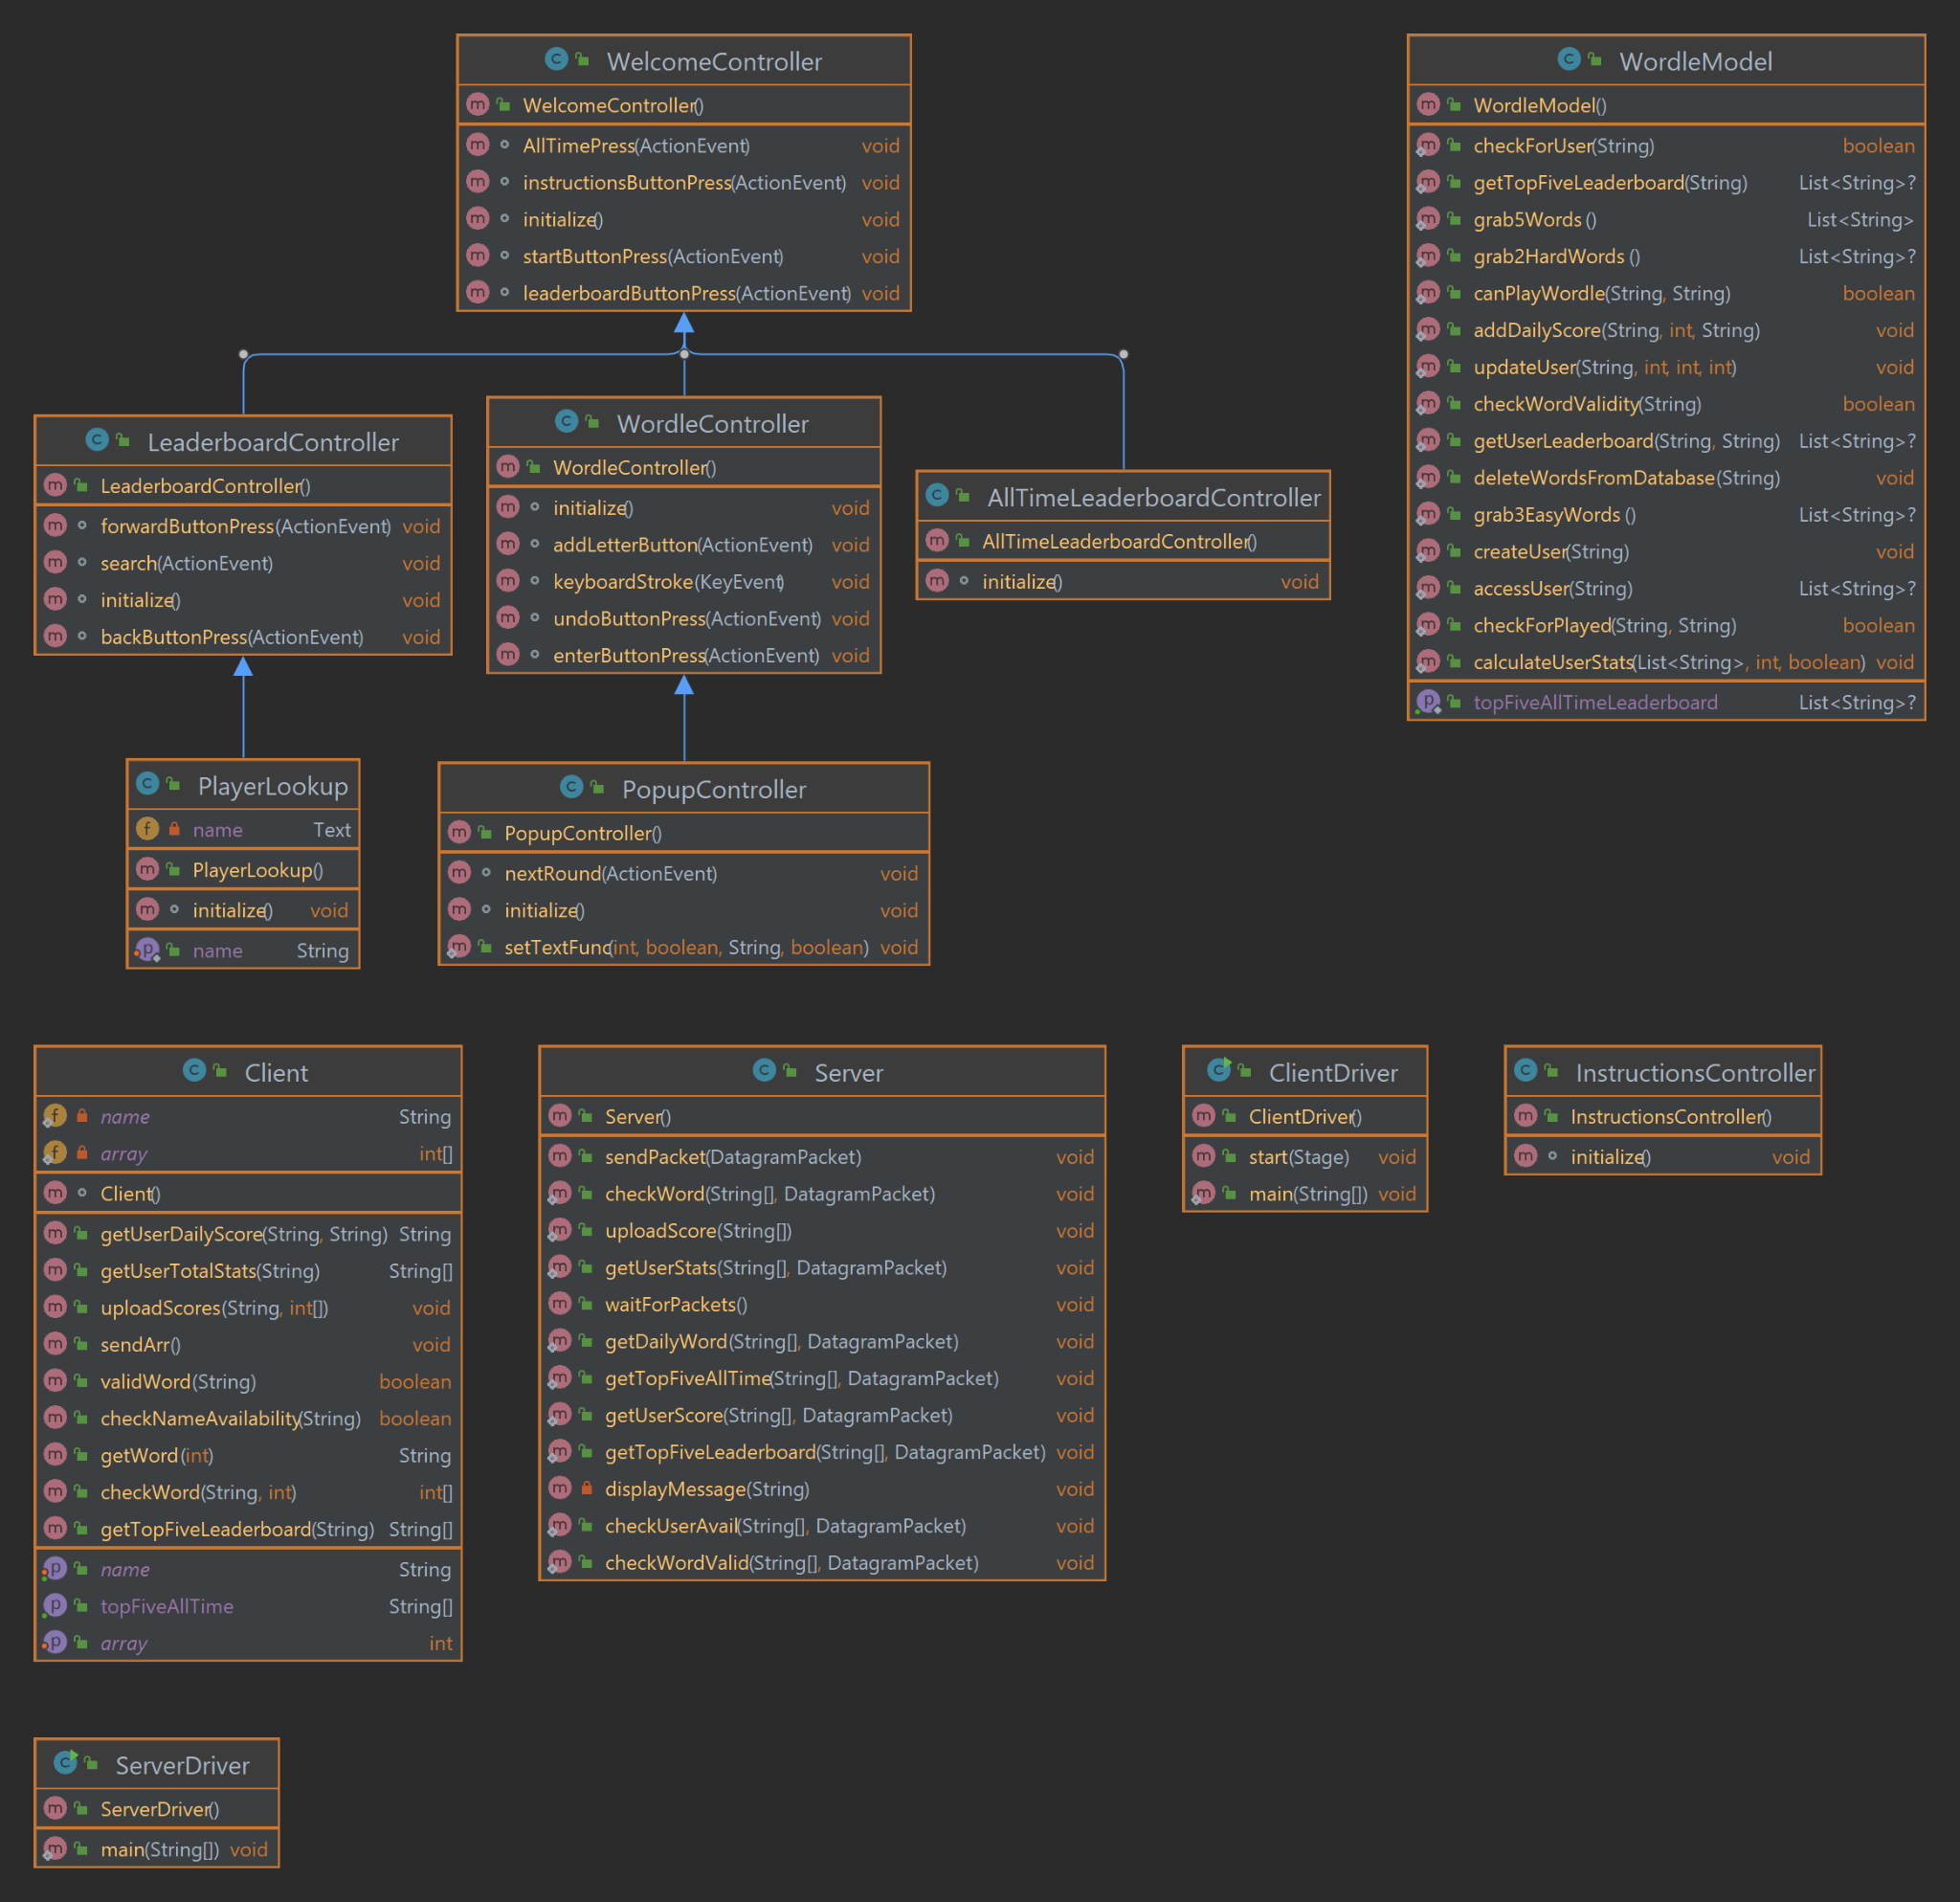 WelcomeController
WelcomeController()
AllTimePress(ActionEvent) void
instructionsButtonPress(ActionEvent) void
initialize() void
startButtonPress(ActionEvent) void
leaderboardButtonPress(ActionEvent) void
WordleModel
WordleModel()
checkForUser(String) boolean
getTopFiveLeaderboard(String) List<String>?
grab5Words() List<String>
grab2HardWords() List<String>?
canPlayWordle(String, String) boolean
addDailyScore(String, int, String) void
updateUser(String, int, int, int) void
checkWordValidity(String) boolean
getUserLeaderboard(String, String) List<String>?
deleteWordsFromDatabase(String) void
grab3EasyWords() List<String>?
createUser(String) void
accessUser(String) List<String>?
checkForPlayed(String, String) boolean
calculateUserStats(List<String>, int, boolean) void
topFiveAllTimeLeaderboard List<String>?
LeaderboardController
LeaderboardController()
forwardButtonPress(ActionEvent) void
search(ActionEvent) void
initialize() void
backButtonPress(ActionEvent) void
WordleController
WordleController()
initialize() void
addLetterButton(ActionEvent) void
keyboardStroke(KeyEvent) void
undoButtonPress(ActionEvent) void
enterButtonPress(ActionEvent) void
AllTimeLeaderboardController
AllTimeLeaderboardController()
initialize() void
PlayerLookup
name Text
PlayerLookup()
initialize() void
name String
PopupController
PopupController()
nextRound(ActionEvent) void
initialize() void
setTextFunc(int, boolean, String, boolean) void
Client
name String
array int[]
Client()
getUserDailyScore(String, String) String
getUserTotalStats(String) String[]
uploadScores(String, int[]) void
sendArr() void
validWord(String) boolean
checkNameAvailability(String) boolean
getWord(int) String
checkWord(String, int) int[]
getTopFiveLeaderboard(String) String[]
name String
topFiveAllTime String[]
array int
Server
Server()
sendPacket(DatagramPacket) void
checkWord(String[], DatagramPacket) void
uploadScore(String[]) void
getUserStats(String[], DatagramPacket) void
waitForPackets() void
getDailyWord(String[], DatagramPacket) void
getTopFiveAllTime(String[], DatagramPacket) void
getUserScore(String[], DatagramPacket) void
getTopFiveLeaderboard(String[], DatagramPacket) void
displayMessage(String) void
checkUserAvail(String[], DatagramPacket) void
checkWordValid(String[], DatagramPacket) void
ClientDriver
ClientDriver()
start(Stage) void
main(String[]) void
InstructionsController
InstructionsController()
initialize() void
ServerDriver
ServerDriver()
main(String[]) void